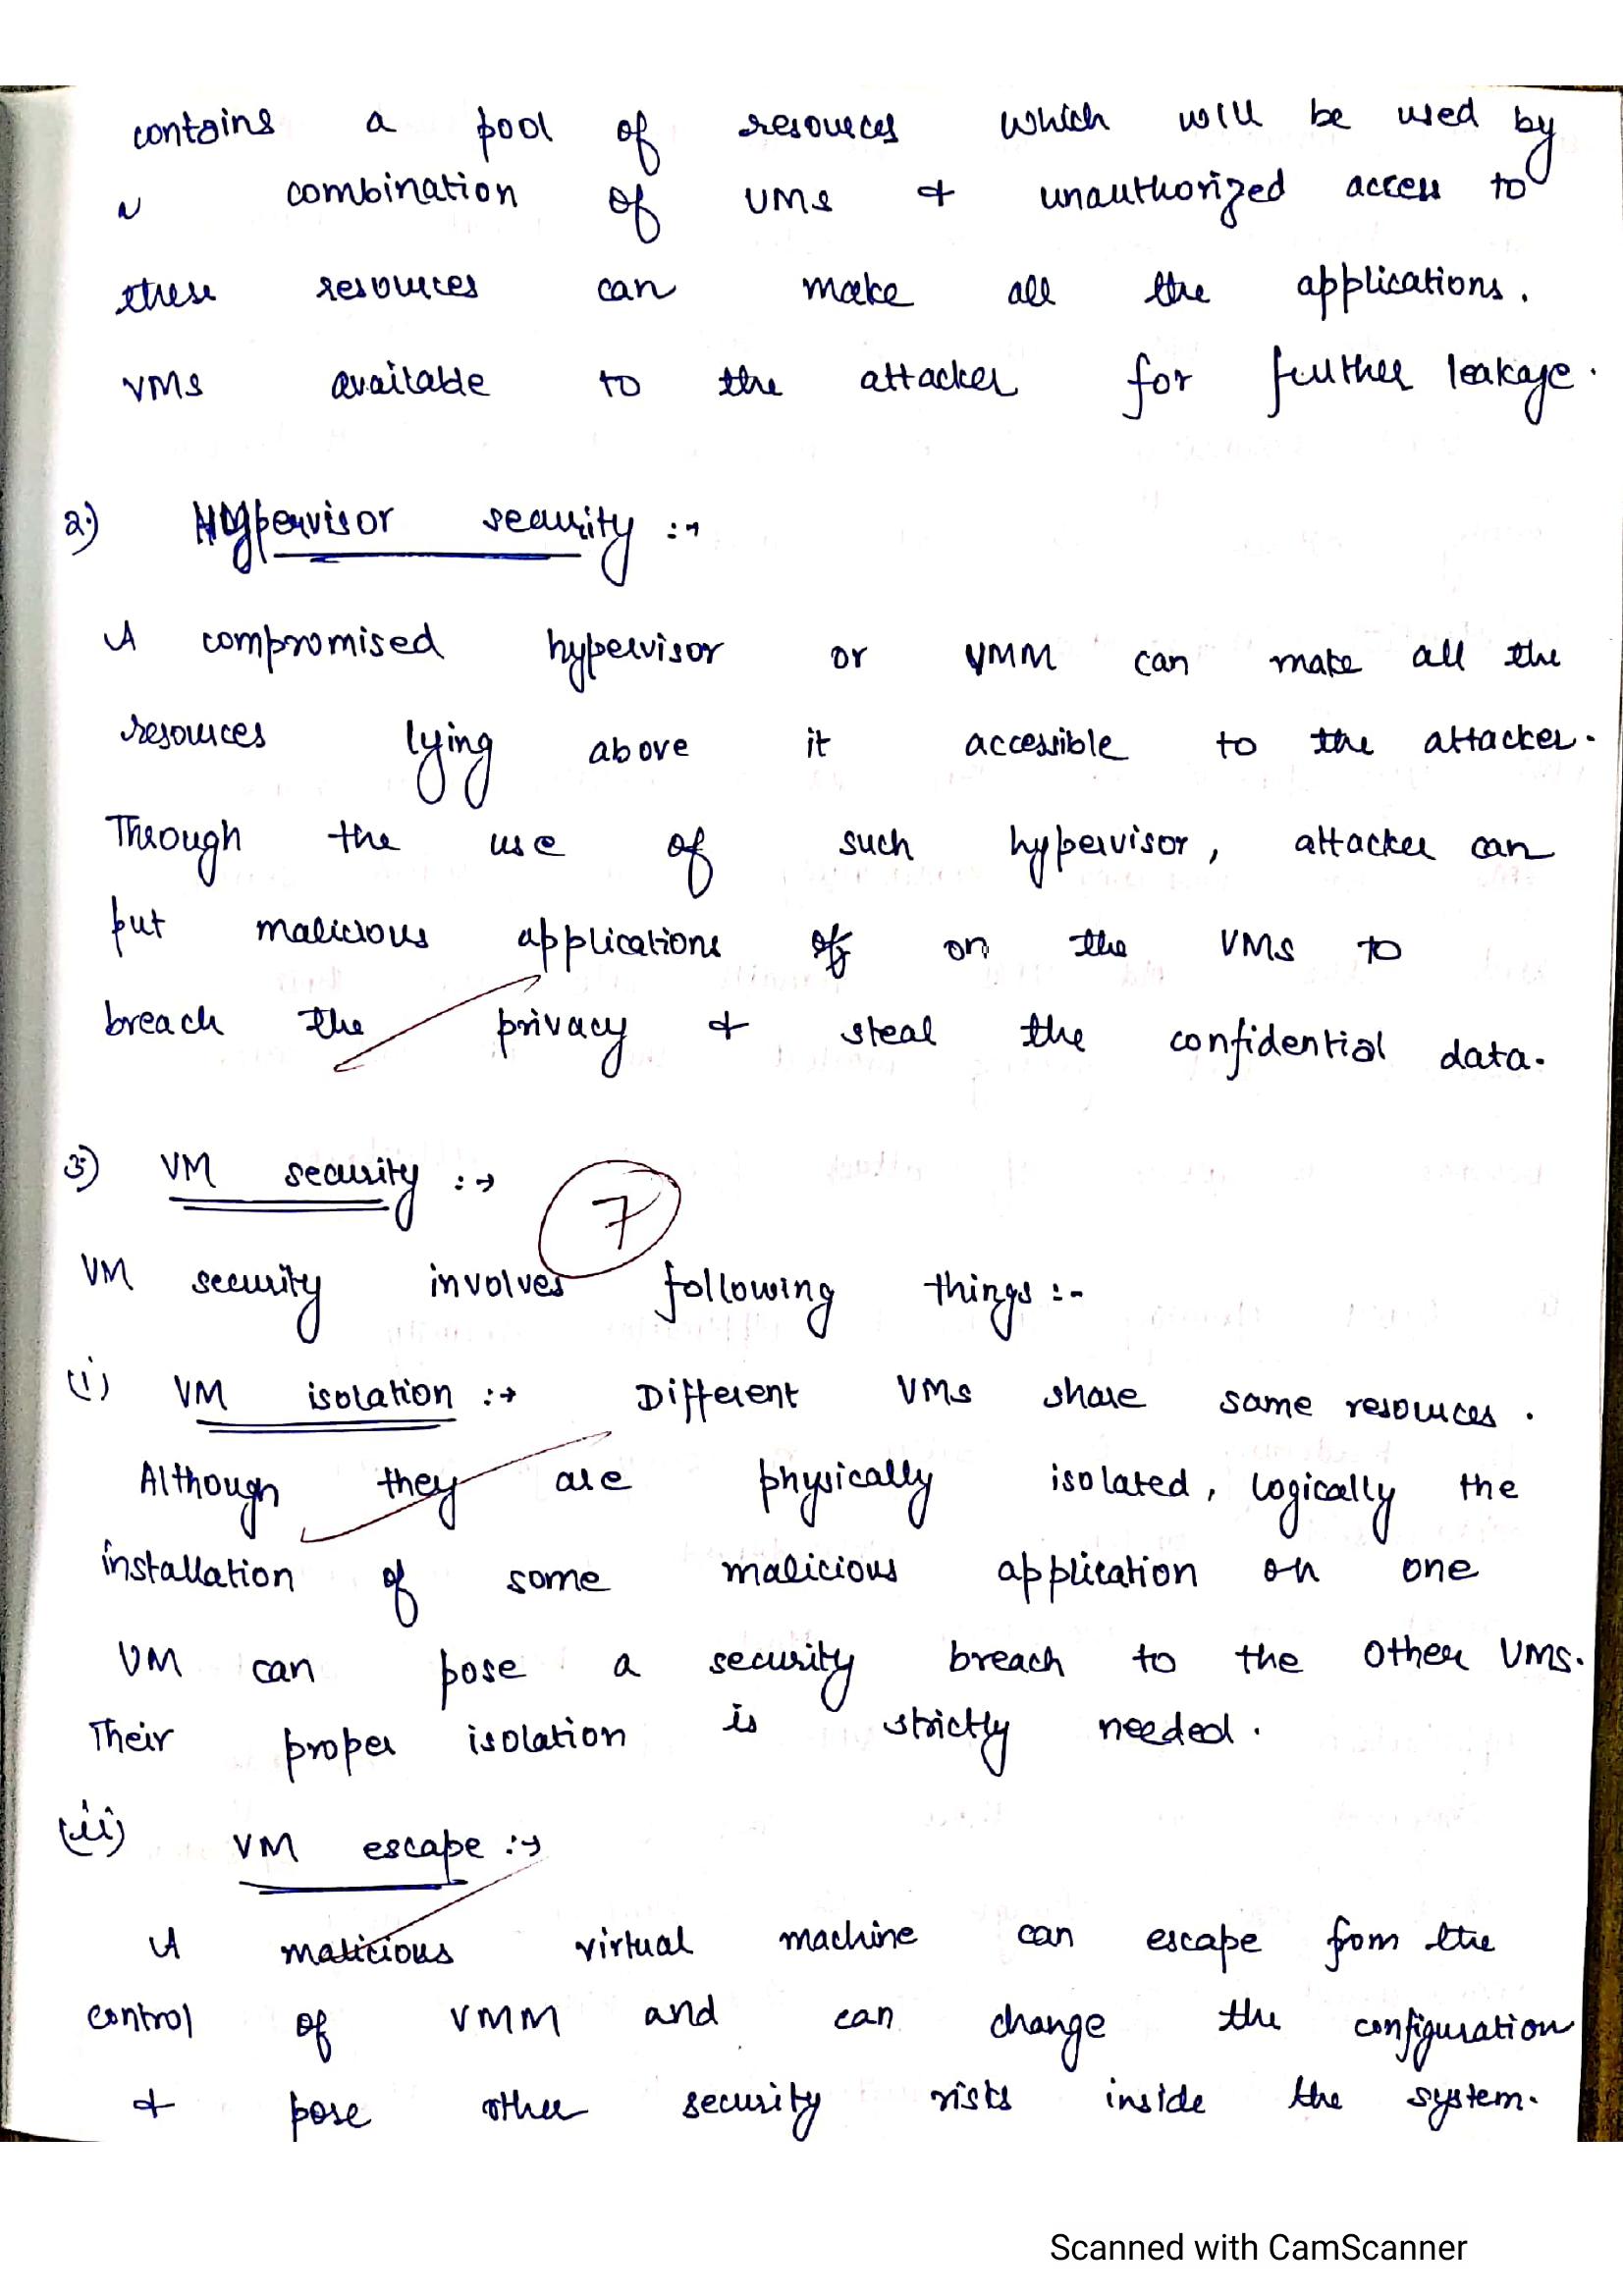 contains a pool of resources which will be used by
combination of VMs & unauthorized access to
these resources can make all the applications.
VMs available to the attacker for further leakage.
2.) Hypervisor security :→
A compromised hypervisor or VMM can make all the
resources lying above it accessible to the attacker.
Through the use of such hypervisor, attacker can
put malicious applications on the VMs to
breach the privacy & steal the confidential data.
3) VM security :→
7
VM security involves following things :-
(i) VM isolation :→ Different VMs share same resources.
Although they are physically isolated, logically the
installation of some malicious application on one
VM can pose a security breach to the other VMs.
Their proper isolation is strictly needed.
(ii) VM escape :→
A malicious virtual machine can escape from the
control of VMM and can change the configuration
& pose other security risks inside the system.
Scanned with CamScanner